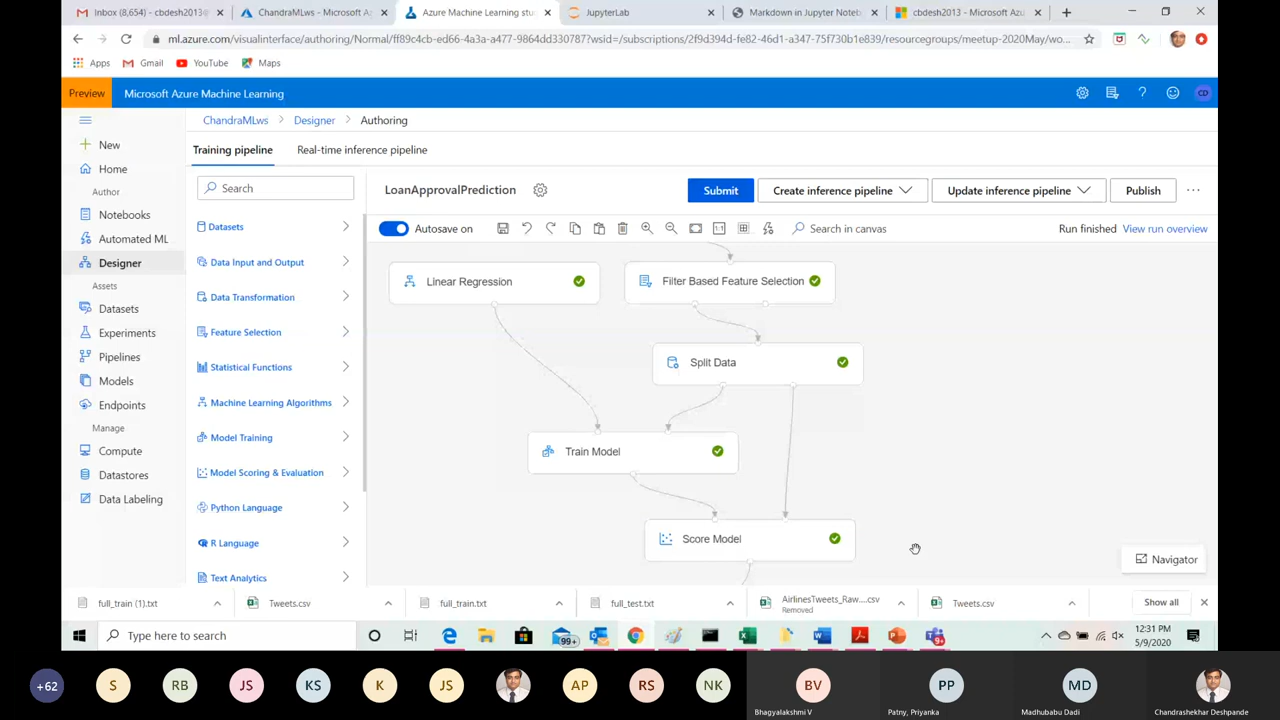 Inbox (8,654) - cbdesh2013@
ChandraMLws - Microsoft A
Azure Machine Learning stu
JupyterLab
Markdown in Jupyter Noteb
cbdesh2013 - Microsoft Azu
ml.azure.com/visualinterface/authoring/Normal/ff89c4cb-ed66-4a3a-a477-9864dd330787?wsid=/subscriptions/2f9d394d-fe82-46d1-a347-75f730b1e839/resourcegroups/meetup-2020May/wo...
Apps Gmail YouTube Maps
Preview Microsoft Azure Machine Learning CD
ChandraMLws > Designer > Authoring
Training pipeline Real-time inference pipeline
New
Home
Author
Notebooks
Automated ML
Designer
Assets
Datasets
Experiments
Pipelines
Models
Endpoints
Manage
Compute
Datastores
Data Labeling
Search
Datasets
Data Input and Output
Data Transformation
Feature Selection
Statistical Functions
Machine Learning Algorithms
Model Training
Model Scoring & Evaluation
Python Language
R Language
Text Analytics
LoanApprovalPrediction Submit Create inference pipeline Update inference pipeline Publish ...
Autosave on 1:1 Search in canvas Run finished View run overview
Linear Regression
Filter Based Feature Selection
Split Data
Train Model
Score Model
Navigator
full_train (1).txt
Tweets.csv
full_train.txt
full_test.txt
AirlinesTweets_Raw....csv
Removed
Tweets.csv
Show all
Type here to search
99+
9+
12:31 PM
5/9/2020
+62 S RB JS KS K JS AP RS NK BV PP MD
Bhagyalakshmi V
Patny, Priyanka
Madhubabu Dadi
Chandrashekhar Deshpande